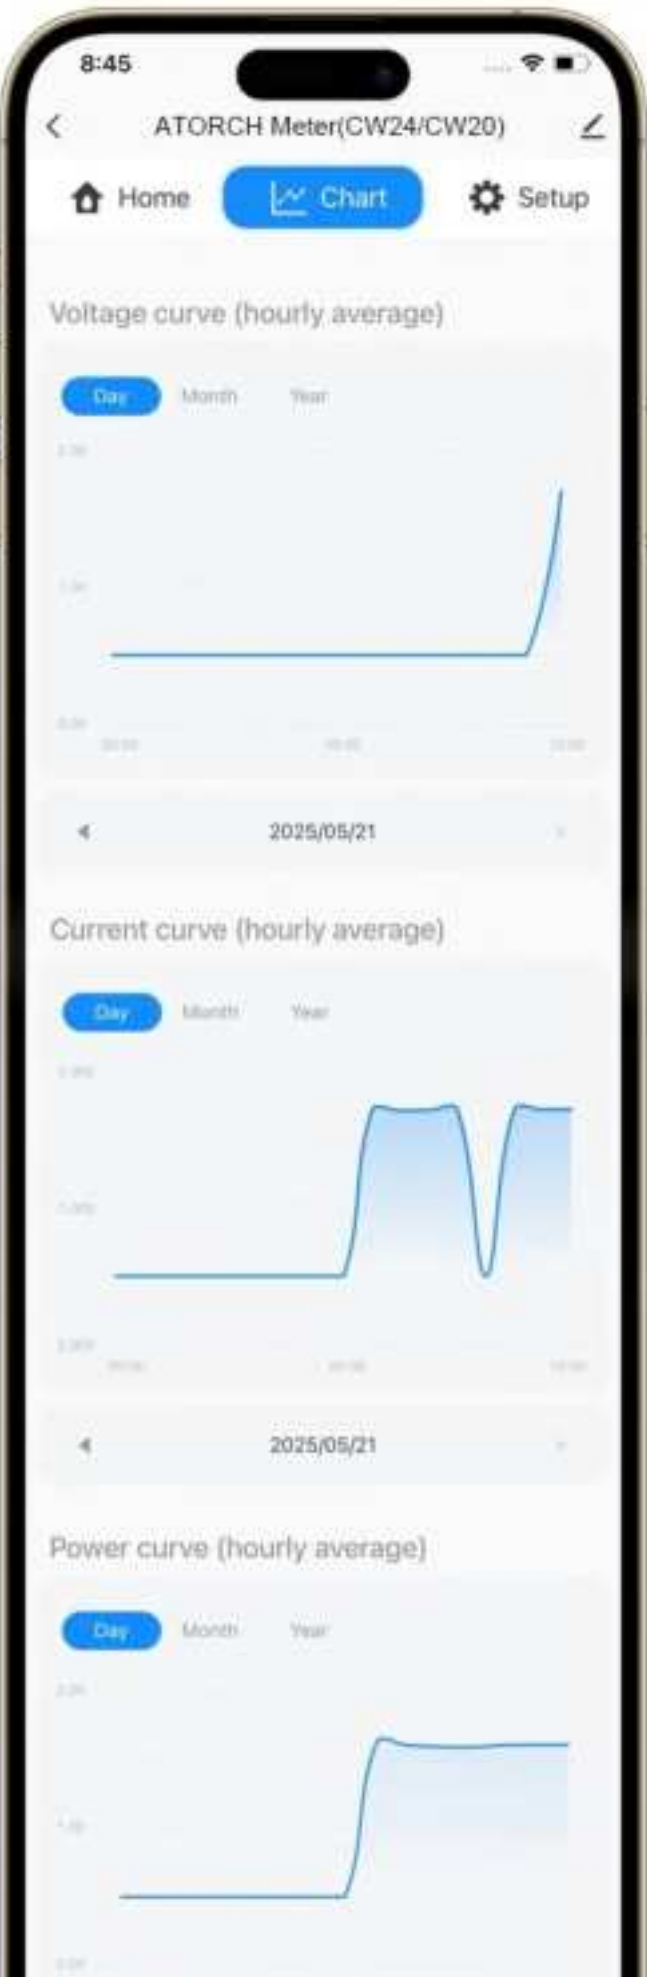 8:45
ATORCH Meter(CW24/CW20)
Home Chart Setup
Voltage curve (hourly average)
Day Month Year
2025/05/21
Current curve (hourly average)
Day Month Year
2025/05/21
Power curve (hourly average)
Day Month Year